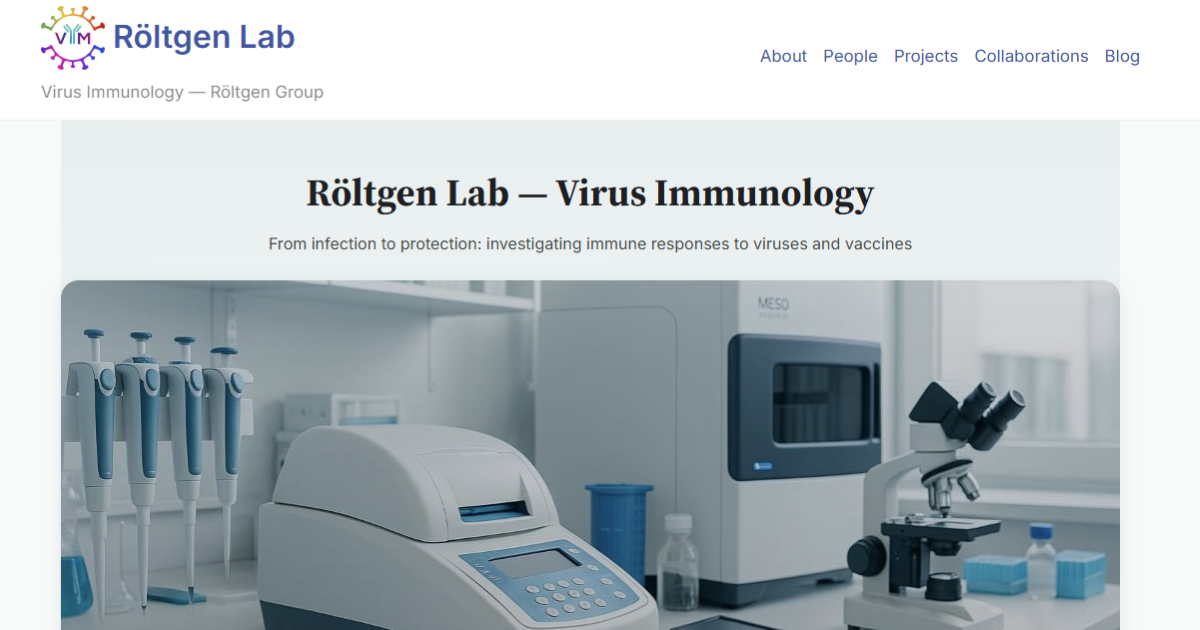 VYM
Röltgen Lab
Virus Immunology — Röltgen Group
About People Projects Collaborations Blog
Röltgen Lab — Virus Immunology
From infection to protection: investigating immune responses to viruses and vaccines
MESO